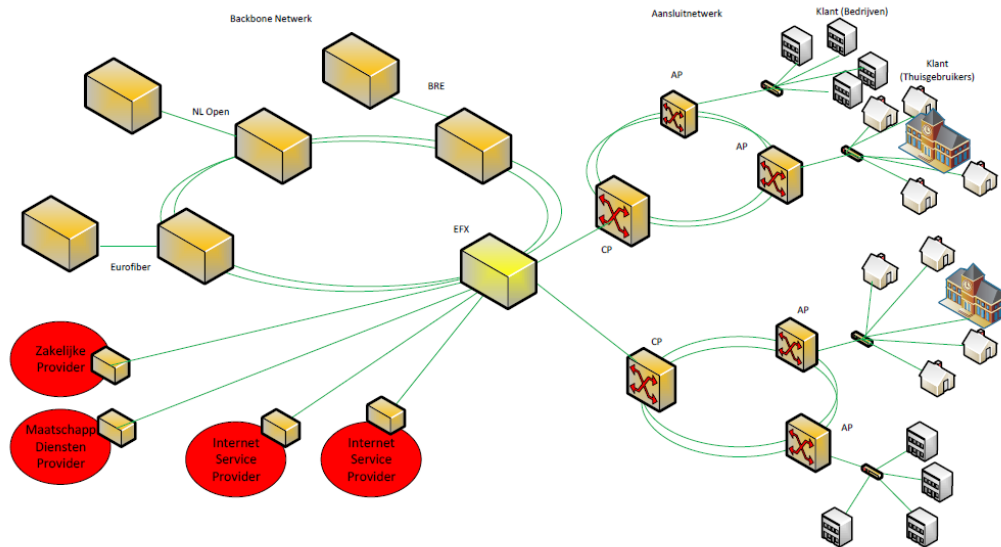 Backbone Netwerk
Aansluitnetwerk
Klant (Bedrijven)
Klant
(Thuisgebruikers)
NL Open
BRE
AP
AP
EFX
CP
Eurofiber
CP
AP
AP
Zakelijke
Provider
Maatschapp
Diensten
Provider
Internet
Service
Provider
Internet
Service
Provider